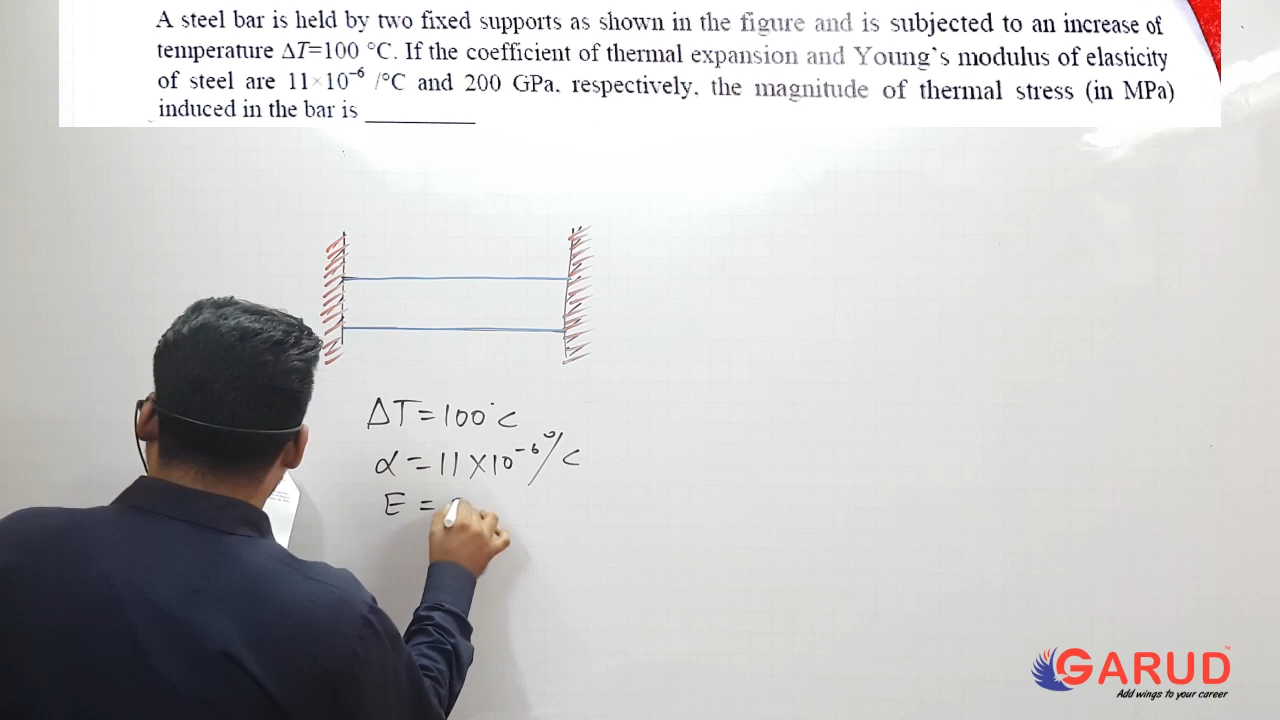 A steel bar is held by two fixed supports as shown in the figure and is subjected to an increase of
temperature ΔT=100 °C. If the coefficient of thermal expansion and Young`s modulus of elasticity
of steel are 11×10⁻⁶ /°C and 200 GPa, respectively, the magnitude of thermal stress (in MPa)
induced in the bar is __________
ΔT=100°C
α=11×10⁻⁶/°C
E =
GARUD™
Add wings to your career